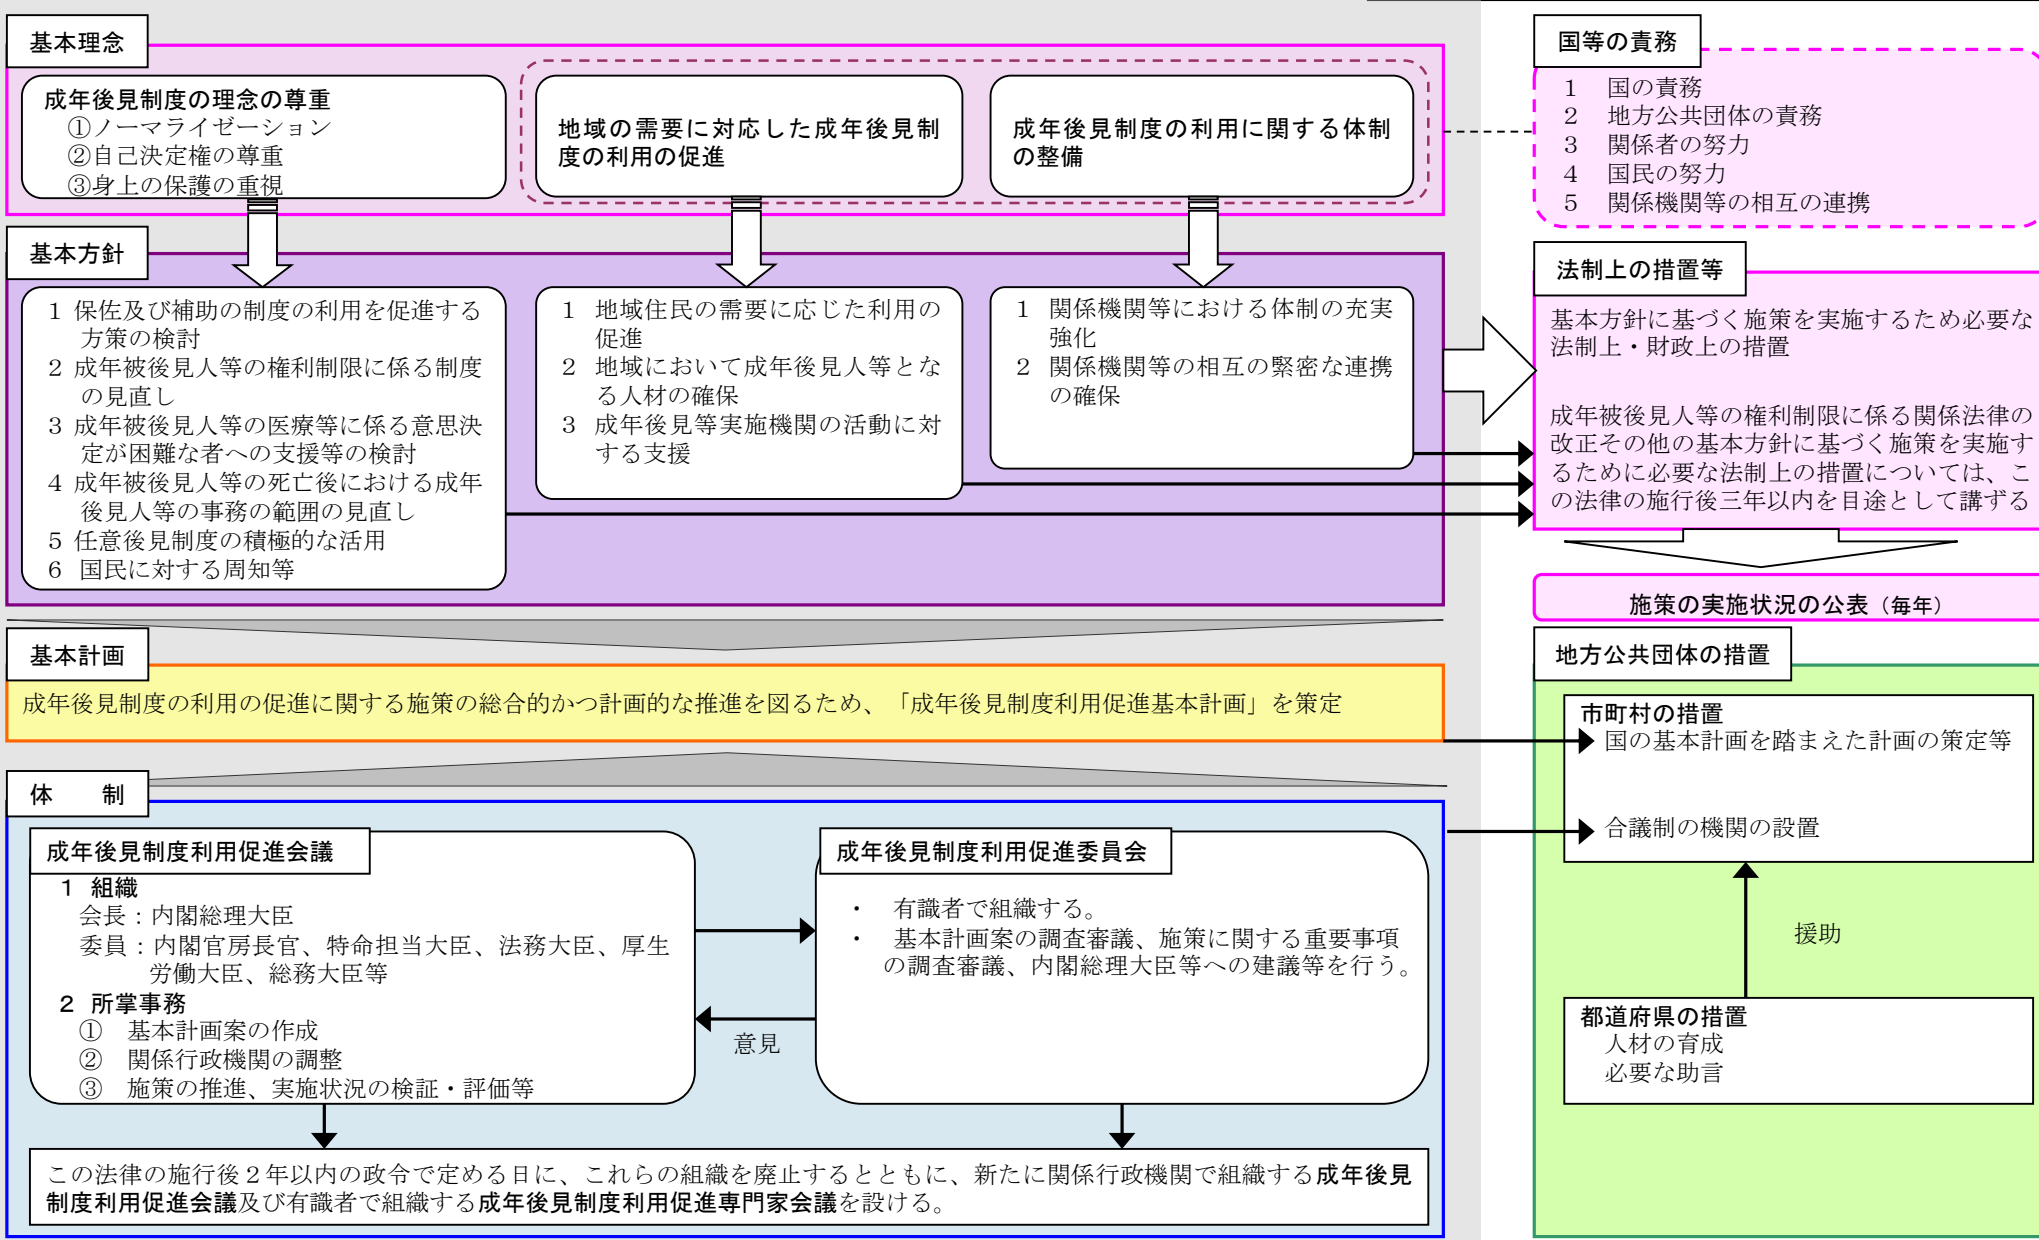 基本理念
成年後見制度の理念の尊重
①ノーマライゼーション
②自己決定権の尊重
③身上の保護の重視
地域の需要に対応した成年後見制
度の利用の促進
成年後見制度の利用に関する体制
の整備
国等の責務
1 国の責務
2 地方公共団体の責務
3 関係者の努力
4 国民の努力
5 関係機関等の相互の連携
基本方針
1 保佐及び補助の制度の利用を促進する
方策の検討
2 成年被後見人等の権利制限に係る制度
の見直し
3 成年被後見人等の医療等に係る意思決
定が困難な者への支援等の検討
4 成年被後見人等の死亡後における成年
後見人等の事務の範囲の見直し
5 任意後見制度の積極的な活用
6 国民に対する周知等
1 地域住民の需要に応じた利用の
促進
2 地域において成年後見人等とな
る人材の確保
3 成年後見等実施機関の活動に対
する支援
1 関係機関等における体制の充実
強化
2 関係機関等の相互の緊密な連携
の確保
法制上の措置等
基本方針に基づく施策を実施するため必要な
法制上・財政上の措置
成年被後見人等の権利制限に係る関係法律の
改正その他の基本方針に基づく施策を実施す
るために必要な法制上の措置については、こ
の法律の施行後三年以内を目途として講ずる
施策の実施状況の公表（毎年）
基本計画
成年後見制度の利用の促進に関する施策の総合的かつ計画的な推進を図るため、「成年後見制度利用促進基本計画」を策定
地方公共団体の措置
市町村の措置
国の基本計画を踏まえた計画の策定等
合議制の機関の設置
援助
都道府県の措置
人材の育成
必要な助言
体　　制
成年後見制度利用促進会議
1 組織
会長：内閣総理大臣
委員：内閣官房長官、特命担当大臣、法務大臣、厚生
労働大臣、総務大臣等
2 所掌事務
① 基本計画案の作成
② 関係行政機関の調整
③ 施策の推進、実施状況の検証・評価等
意見
成年後見制度利用促進委員会
・ 有識者で組織する。
・ 基本計画案の調査審議、施策に関する重要事項
の調査審議、内閣総理大臣等への建議等を行う。
この法律の施行後２年以内の政令で定める日に、これらの組織を廃止するとともに、新たに関係行政機関で組織する成年後見
制度利用促進会議及び有識者で組織する成年後見制度利用促進専門家会議を設ける。